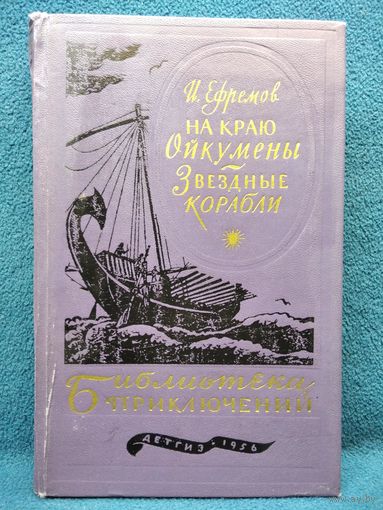 И. Ефремов
НА КРАЮ
Ойкумены
ЗВЕЗДНЫЕ
КОРАБЛИ
Библиотека
приключений
ДЕТГИЗ · 1956